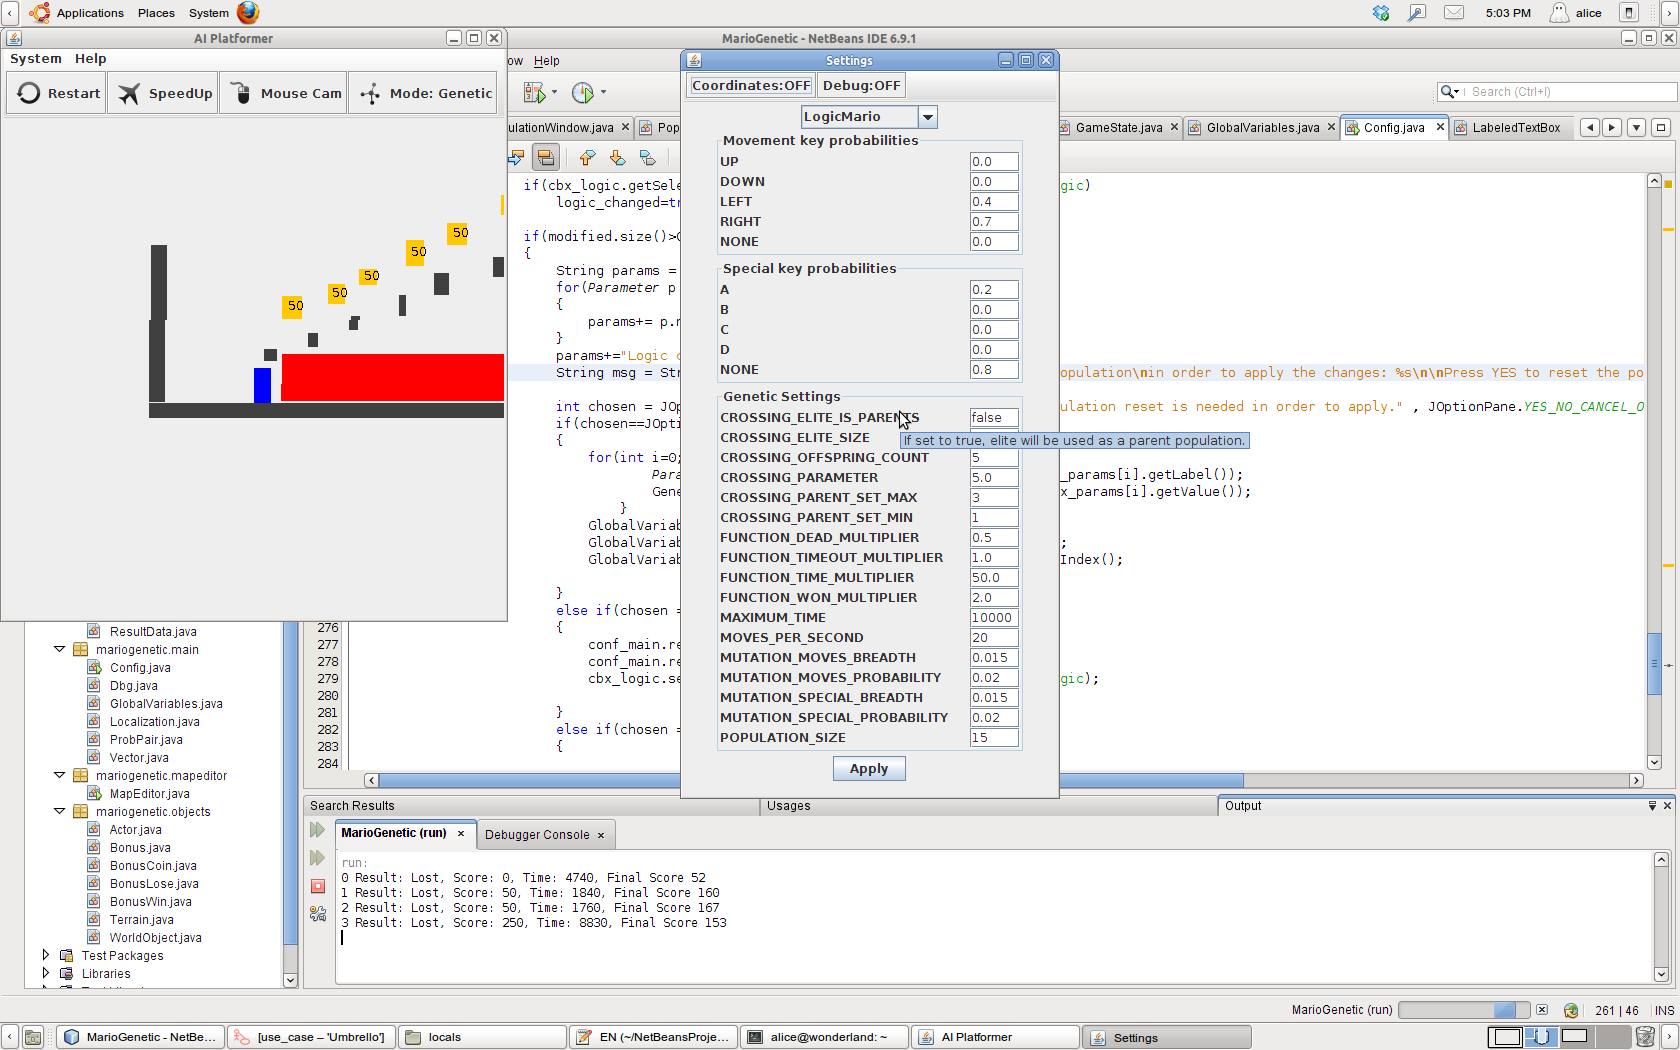 Applications Places System 5:03 PM alice
AI Platformer
System Help
Restart SpeedUp Mouse Cam Mode: Genetic
50
50
50
50
50
MarioGenetic - NetBeans IDE 6.9.1
ow Help
Search (Ctrl+I)
ulationWindow.java Pop GameState.java GlobalVariables.java Config.java LabeledTextBox
if(cbx_logic.getSele gic)
logic_changed=tr
if(modified.size()>
{
String params =
for(Parameter p
{
params+= p.
}
params+="Logic
String msg = Str opulation\nin order to apply the changes: %s\n\nPress YES to reset the po
int chosen = JOp ulation reset is needed in order to apply." , JOptionPane.YES_NO_CANCEL_O
if(chosen==JOpti
{
for(int i=0;
Para _params[i].getLabel());
Gene x_params[i].getValue());
}
GlobalVariab
GlobalVariab ;
GlobalVariab Index();
}
else if(chosen =
276 {
277 conf_main.re
278 conf_main.re
279 cbx_logic.se gic);
280
281 }
282 else if(chosen =
283 {
284
Settings
Coordinates:OFF Debug:OFF
LogicMario
Movement key probabilities
UP 0.0
DOWN 0.0
LEFT 0.4
RIGHT 0.7
NONE 0.0
Special key probabilities
A 0.2
B 0.0
C 0.0
D 0.0
NONE 0.8
Genetic Settings
CROSSING_ELITE_IS_PARENTS false
CROSSING_ELITE_SIZE
If set to true, elite will be used as a parent population.
CROSSING_OFFSPRING_COUNT 5
CROSSING_PARAMETER 5.0
CROSSING_PARENT_SET_MAX 3
CROSSING_PARENT_SET_MIN 1
FUNCTION_DEAD_MULTIPLIER 0.5
FUNCTION_TIMEOUT_MULTIPLIER 1.0
FUNCTION_TIME_MULTIPLIER 50.0
FUNCTION_WON_MULTIPLIER 2.0
MAXIMUM_TIME 10000
MOVES_PER_SECOND 20
MUTATION_MOVES_BREADTH 0.015
MUTATION_MOVES_PROBABILITY 0.02
MUTATION_SPECIAL_BREADTH 0.015
MUTATION_SPECIAL_PROBABILITY 0.02
POPULATION_SIZE 15
Apply
ResultData.java
mariogenetic.main
Config.java
Dbg.java
GlobalVariables.java
Localization.java
ProbPair.java
Vector.java
mariogenetic.mapeditor
MapEditor.java
mariogenetic.objects
Actor.java
Bonus.java
BonusCoin.java
BonusLose.java
BonusWin.java
Terrain.java
WorldObject.java
Test Packages
Libraries
Search Results Usages Output
MarioGenetic (run) Debugger Console
run:
0 Result: Lost, Score: 0, Time: 4740, Final Score 52
1 Result: Lost, Score: 50, Time: 1840, Final Score 160
2 Result: Lost, Score: 50, Time: 1760, Final Score 167
3 Result: Lost, Score: 250, Time: 8830, Final Score 153
MarioGenetic (run) 261 | 46 INS
MarioGenetic - NetBe... [use_case – 'Umbrello'] locals EN (~/NetBeansProje... alice@wonderland: ~ AI Platformer Settings